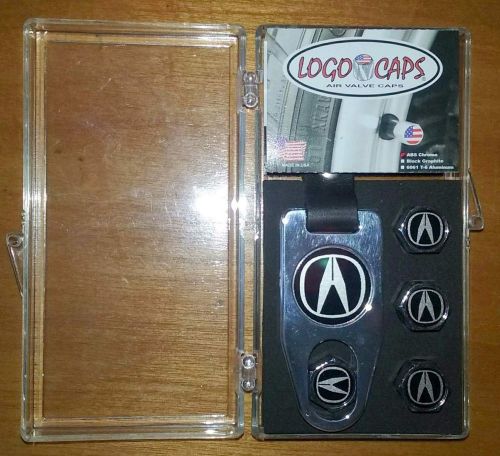 LOGO CAPS®
AIR VALVE CAPS
MADE IN USA
ABS Chrome
Black Graphite
6061 T-6 Aluminum